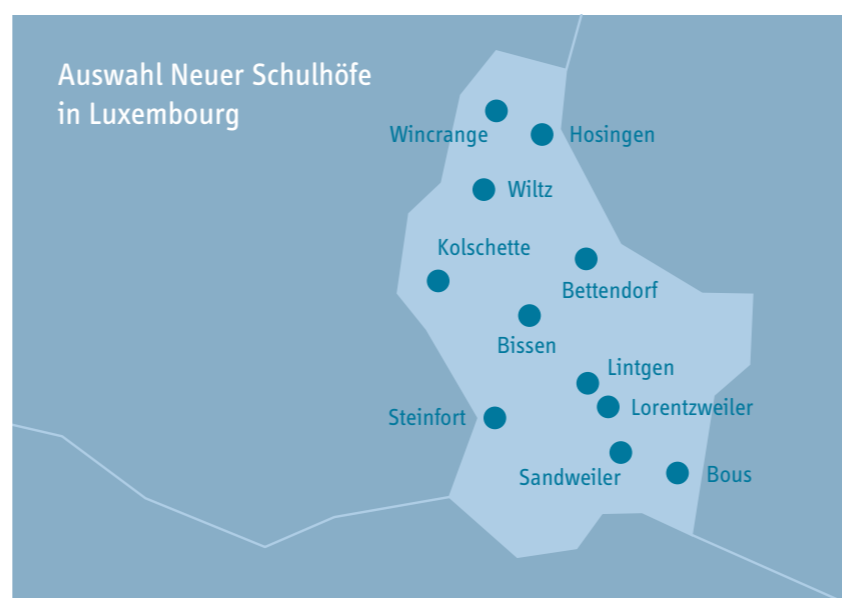 Auswahl Neuer Schulhöfe
in Luxembourg
Wincrange
Hosingen
Wiltz
Kolschette
Bettendorf
Bissen
Lintgen
Lorentzweiler
Steinfort
Sandweiler
Bous